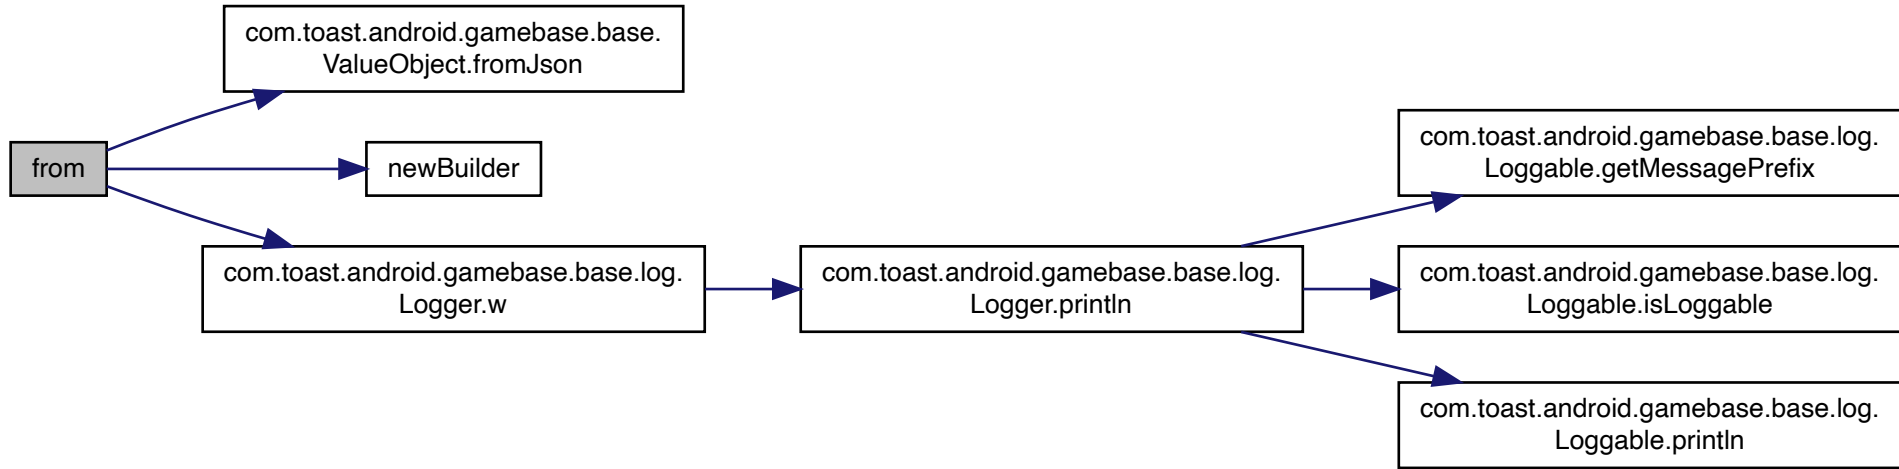 from
com.toast.android.gamebase.base.
ValueObject.fromJson
newBuilder
com.toast.android.gamebase.base.log.
Logger.w
com.toast.android.gamebase.base.log.
Logger.println
com.toast.android.gamebase.base.log.
Loggable.getMessagePrefix
com.toast.android.gamebase.base.log.
Loggable.isLoggable
com.toast.android.gamebase.base.log.
Loggable.println